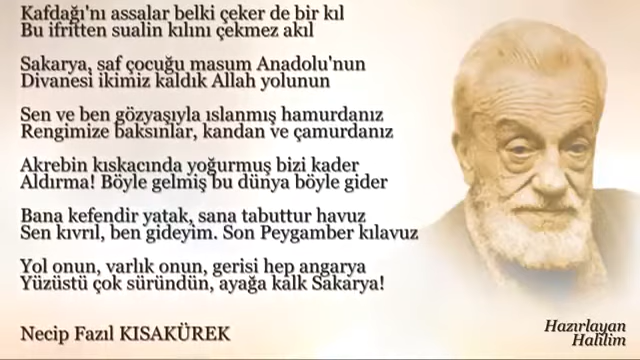 Kafdağı'nı assalar belki çeker de bir kıl
Bu ifritten sualin kılını çekmez akıl
Sakarya, saf çocuğu masum Anadolu'nun
Divanesi ikimiz kaldık Allah yolunun
Sen ve ben gözyaşıyla ıslanmış hamurdanız
Rengimize baksınlar, kandan ve çamurdanız
Akrebin kıskacında yoğurmuş bizi kader
Aldırma! Böyle gelmiş bu dünya böyle gider
Bana kefendir yatak, sana tabuttur havuz
Sen kıvrıl, ben gideyim. Son Peygamber kılavuz
Yol onun, varlık onun, gerisi hep angarya
Yüzüstü çok süründün, ayağa kalk Sakarya!
Necip Fazıl KISAKÜREK
Hazırlayan
Halilim